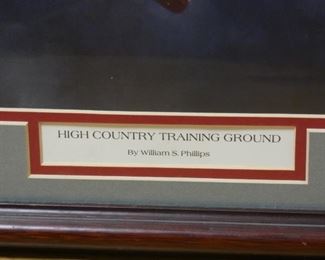 HIGH COUNTRY TRAINING GROUND
By William S. Phillips